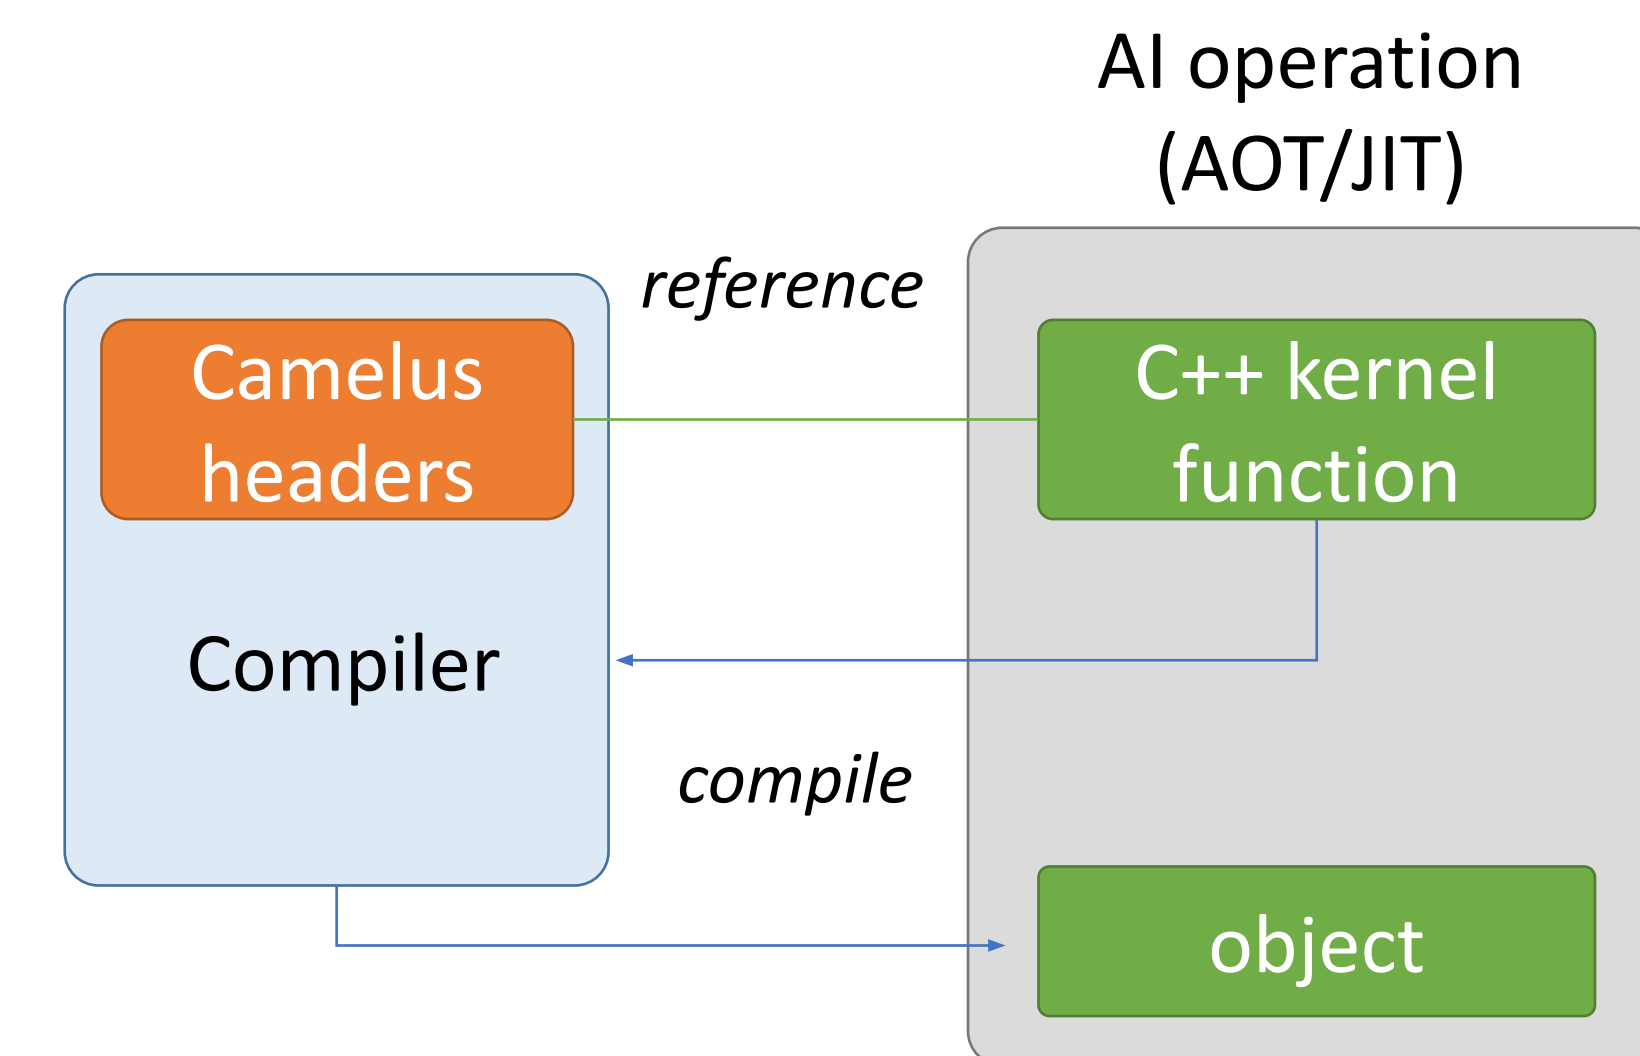 AI operation
(AOT/JIT)
reference
Camelus
headers
C++ kernel
function
Compiler
compile
object